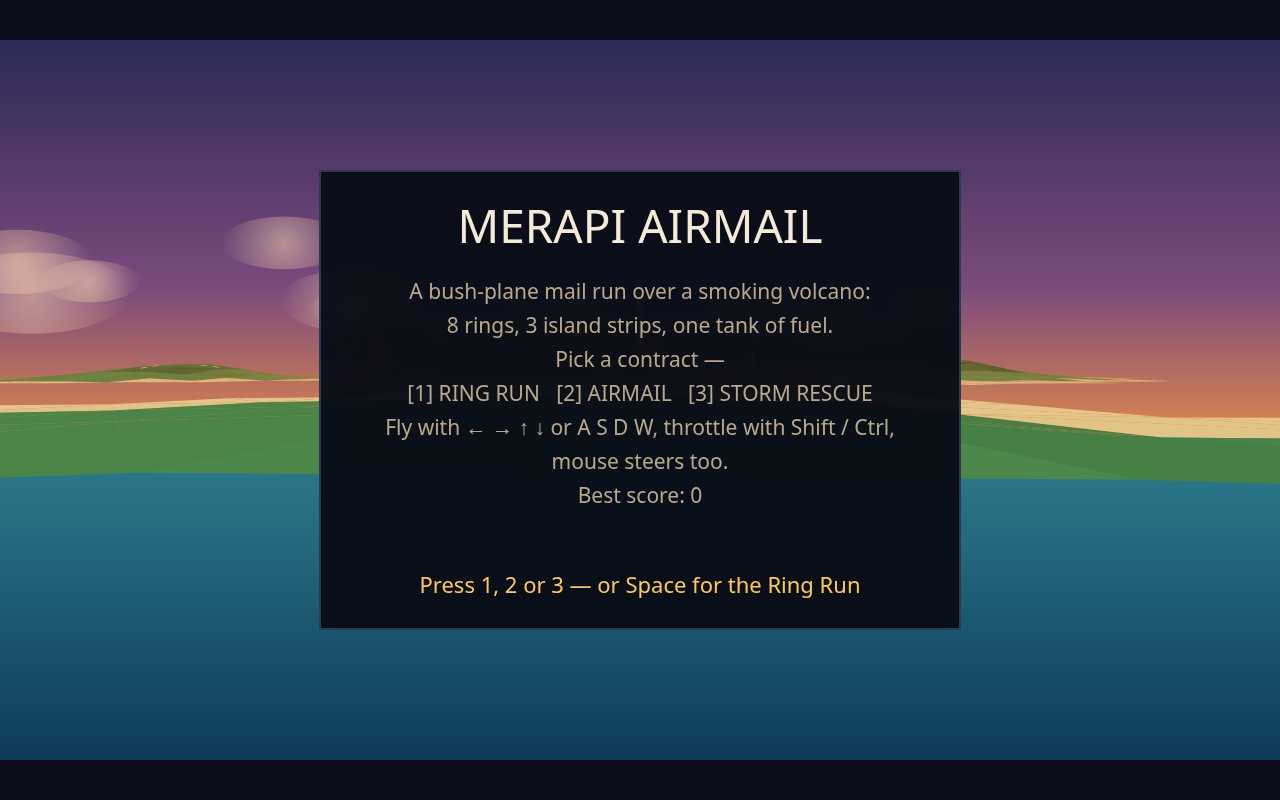 MERAPI AIRMAIL
A bush-plane mail run over a smoking volcano:
8 rings, 3 island strips, one tank of fuel.
Pick a contract —
[1] RING RUN [2] AIRMAIL [3] STORM RESCUE
Fly with ← → ↑ ↓ or A S D W, throttle with Shift / Ctrl,
mouse steers too.
Best score: 0
Press 1, 2 or 3 — or Space for the Ring Run